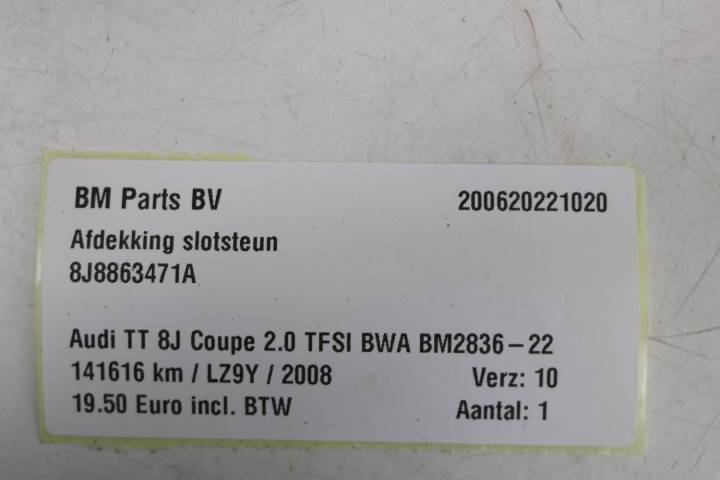 BM Parts BV 200620221020
Afdekking slotsteun
8J8863471A
Audi TT 8J Coupe 2.0 TFSI BWA BM2836-22
141616 km / LZ9Y / 2008 Verz: 10
19.50 Euro incl. BTW Aantal: 1